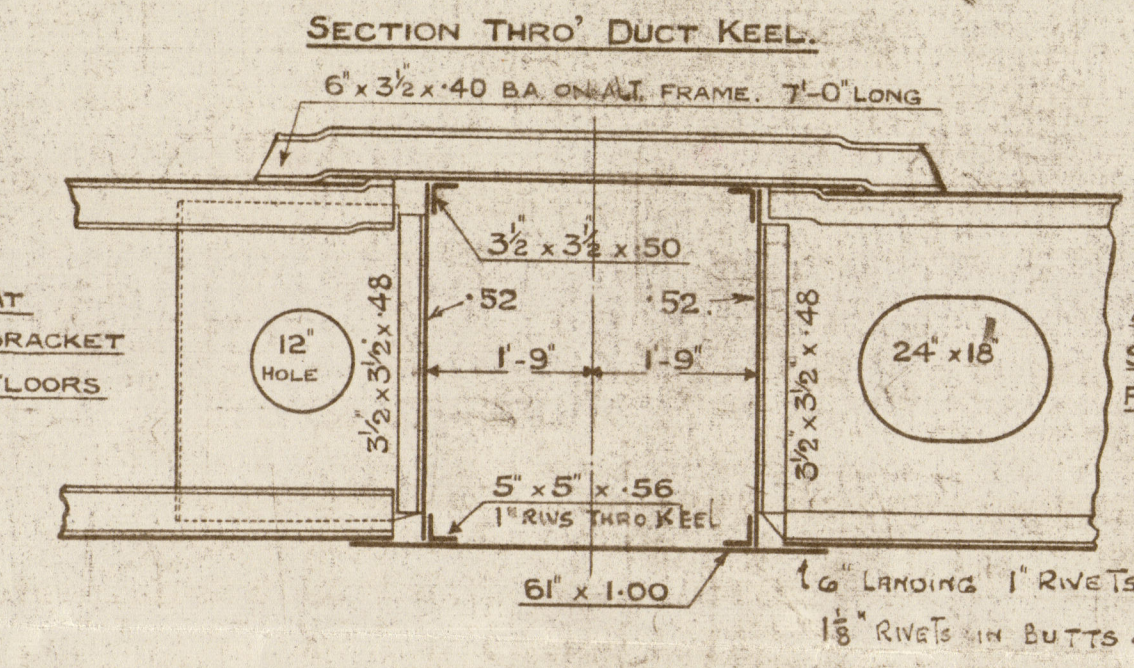 SECTION THRO' DUCT KEEL.
6" x 3½" x ·40 BA. ON ALT. FRAME. 7'-0" LONG
3½" x 3½" x ·50
·52
·52.
3½" x 3½" x ·48
3½" x 3½" x ·48
12"
HOLE
24" x 18"
1'-9"
1'-9"
BRACKET
FLOORS
5" x 5" x ·56
1" RIVS THRO KEEL
61" x 1·00
6" LANDING 1" RIVETS
1⅛" RIVETS IN BUTTS